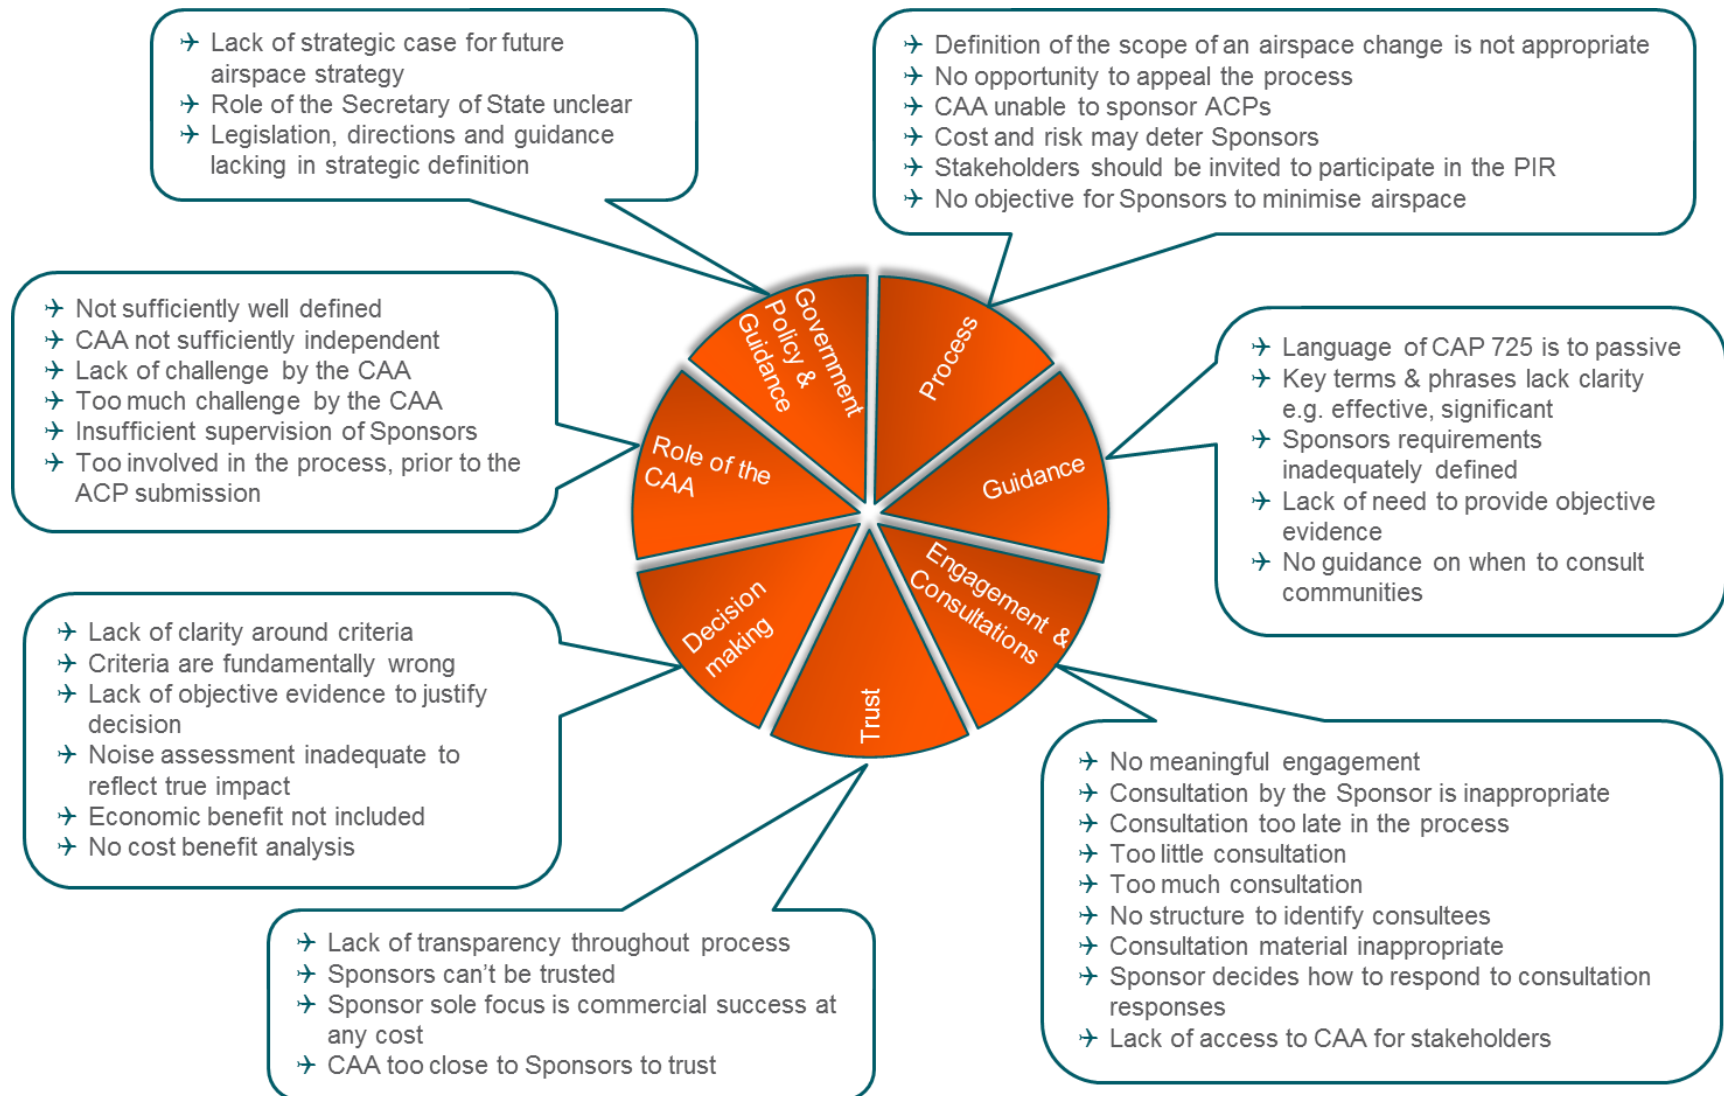 Lack of strategic case for future
airspace strategy
Role of the Secretary of State unclear
Legislation, directions and guidance
lacking in strategic definition
Definition of the scope of an airspace change is not appropriate
No opportunity to appeal the process
CAA unable to sponsor ACPs
Cost and risk may deter Sponsors
Stakeholders should be invited to participate in the PIR
No objective for Sponsors to minimise airspace
Not sufficiently well defined
CAA not sufficiently independent
Lack of challenge by the CAA
Too much challenge by the CAA
Insufficient supervision of Sponsors
Too involved in the process, prior to the
ACP submission
Government
Policy &
Guidance
Process
Role of the
CAA
Guidance
Decision
making
Trust
Engagement &
Consultations
Language of CAP 725 is to passive
Key terms & phrases lack clarity
e.g. effective, significant
Sponsors requirements
inadequately defined
Lack of need to provide objective
evidence
No guidance on when to consult
communities
Lack of clarity around criteria
Criteria are fundamentally wrong
Lack of objective evidence to justify
decision
Noise assessment inadequate to
reflect true impact
Economic benefit not included
No cost benefit analysis
No meaningful engagement
Consultation by the Sponsor is inappropriate
Consultation too late in the process
Too little consultation
Too much consultation
No structure to identify consultees
Consultation material inappropriate
Sponsor decides how to respond to consultation
responses
Lack of access to CAA for stakeholders
Lack of transparency throughout process
Sponsors can't be trusted
Sponsor sole focus is commercial success at
any cost
CAA too close to Sponsors to trust